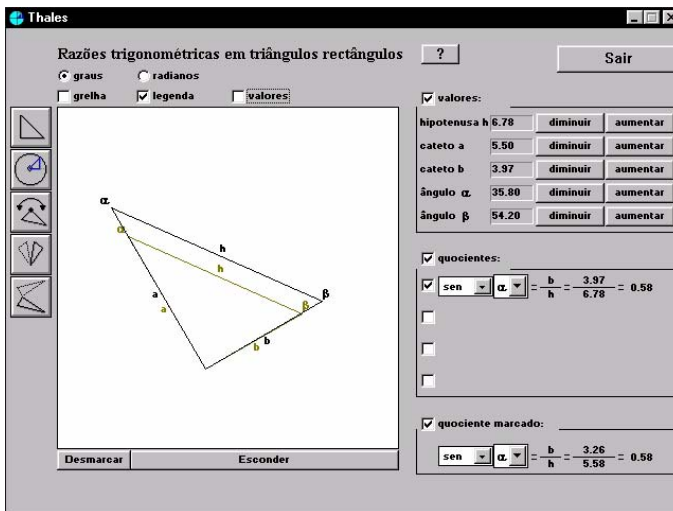 Thales
Razões trigonométricas em triângulos rectângulos ?
Sair
graus radianos
grelha legenda valores
valores:
hipotenusa h 6.78 diminuir aumentar
cateto a 5.50 diminuir aumentar
cateto b 3.97 diminuir aumentar
ângulo α 35.80 diminuir aumentar
ângulo β 54.20 diminuir aumentar
α
α
h
h
β
β
a
a
b
b
quocientes:
sen α = b/h = 3.97/6.78 = 0.58
quociente marcado:
sen α = b/h = 3.26/5.58 = 0.58
Desmarcar Esconder